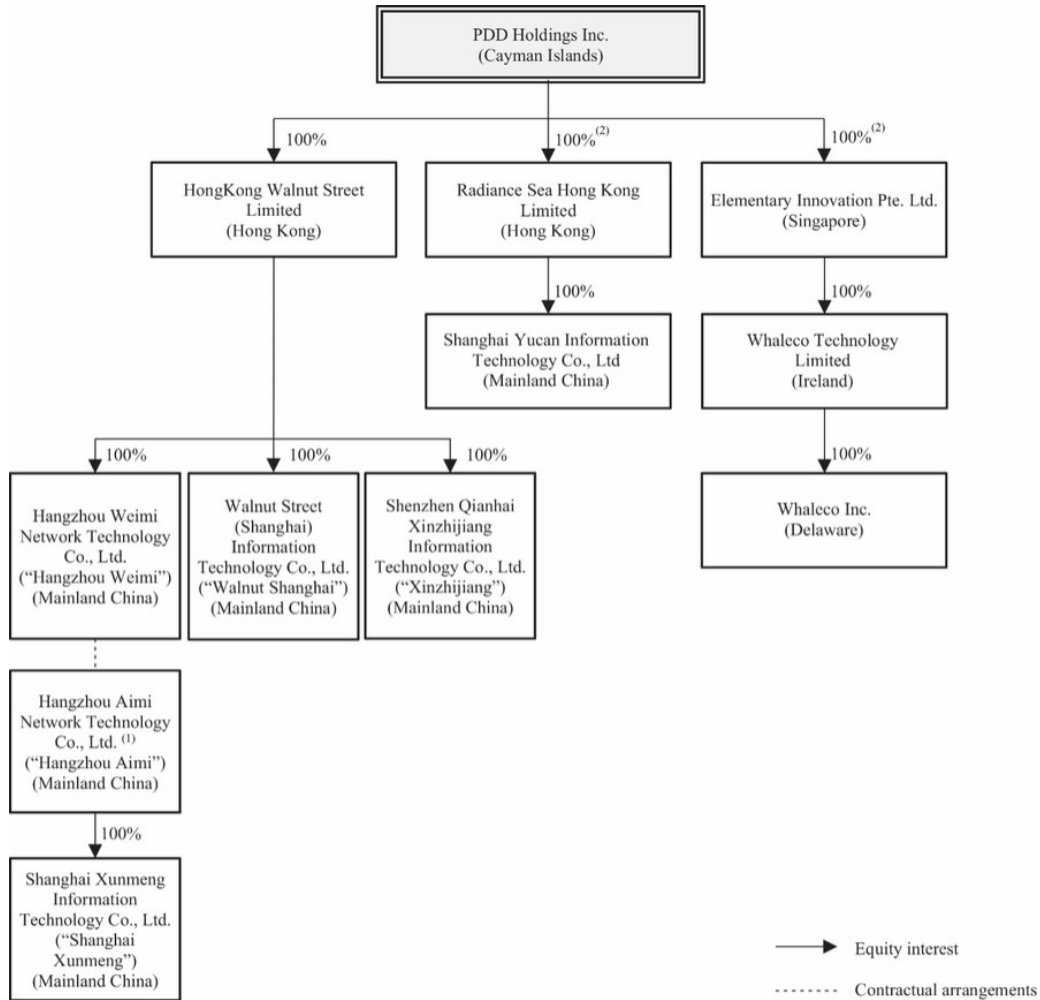 PDD Holdings Inc.
(Cayman Islands)
100%
100%(2)
100%(2)
HongKong Walnut Street
Limited
(Hong Kong)
Radiance Sea Hong Kong
Limited
(Hong Kong)
Elementary Innovation Pte. Ltd.
(Singapore)
100%
100%
Shanghai Yucan Information
Technology Co., Ltd
(Mainland China)
Whaleco Technology
Limited
(Ireland)
100%
100%
100%
100%
Hangzhou Weimi
Network Technology
Co., Ltd.
(“Hangzhou Weimi”)
(Mainland China)
Walnut Street
(Shanghai)
Information
Technology Co., Ltd.
(“Walnut Shanghai”)
(Mainland China)
Shenzhen Qianhai
Xinzhijiang
Information
Technology Co., Ltd.
(“Xinzhijiang”)
(Mainland China)
Whaleco Inc.
(Delaware)
Hangzhou Aimi
Network Technology
Co., Ltd. (1)
(“Hangzhou Aimi”)
(Mainland China)
100%
Shanghai Xunmeng
Information
Technology Co., Ltd.
(“Shanghai
Xunmeng”)
(Mainland China)
Equity interest
Contractual arrangements